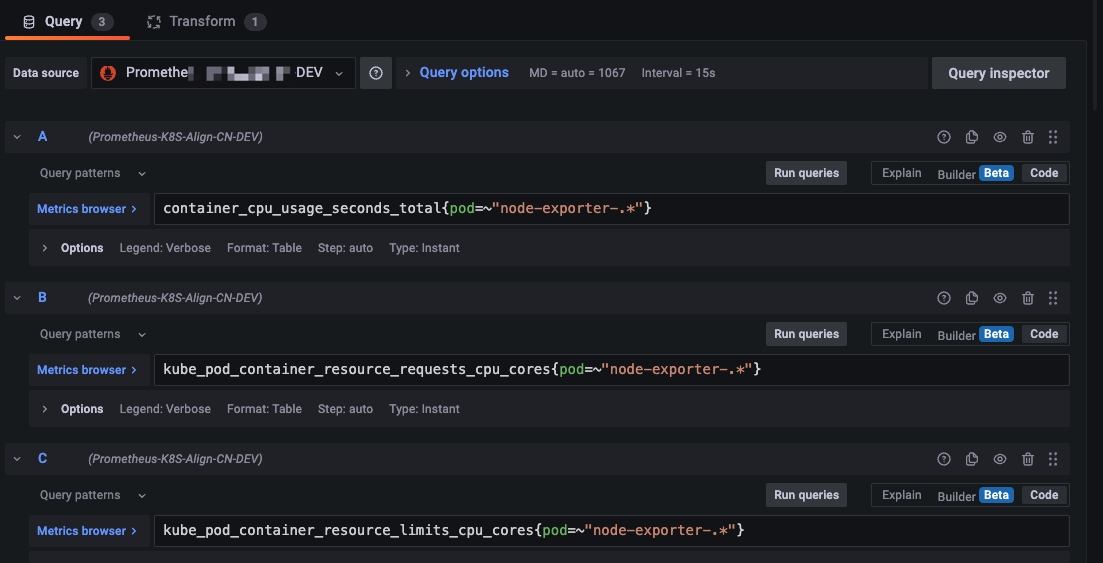 Query 3 Transform 1
Data source DEV Query options MD = auto = 1067 Interval = 15s Query inspector
A (Prometheus-K8S-Align-CN-DEV)
Query patterns Run queries Explain Builder Beta Code
Metrics browser > container_cpu_usage_seconds_total{pod=~"node-exporter-.*"}
> Options Legend: Verbose Format: Table Step: auto Type: Instant
B (Prometheus-K8S-Align-CN-DEV)
Query patterns Run queries Explain Builder Beta Code
Metrics browser > kube_pod_container_resource_requests_cpu_cores{pod=~"node-exporter-.*"}
> Options Legend: Verbose Format: Table Step: auto Type: Instant
C (Prometheus-K8S-Align-CN-DEV)
Query patterns Run queries Explain Builder Beta Code
Metrics browser > kube_pod_container_resource_limits_cpu_cores{pod=~"node-exporter-.*"}